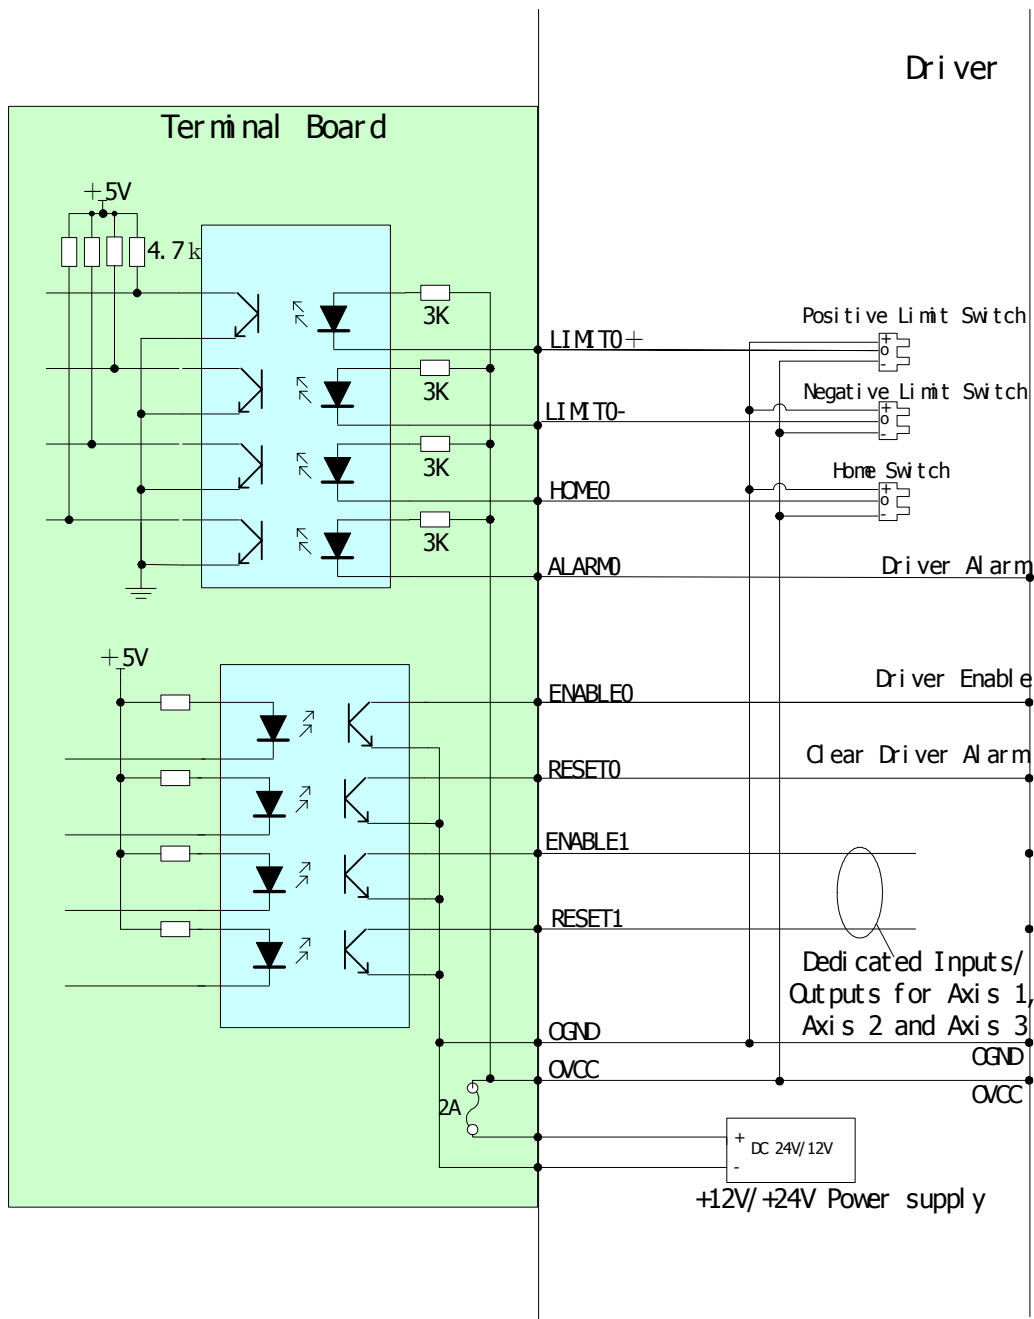 Driver
Terminal Board
+5V
4.7k
3K
LIMIT0+
Positive Limit Switch
+
0
-
3K
LIMIT0-
Negative Limit Switch
+
0
-
3K
HOME0
Home Switch
+
0
-
3K
ALARM0
Driver Alarm
+5V
ENABLE0
Driver Enable
RESET0
Clear Driver Alarm
ENABLE1
RESET1
Dedicated Inputs/
Outputs for Axis 1,
Axis 2 and Axis 3
OGND
OGND
OVCC
OVCC
2A
+
DC 24V/12V
-
+12V/+24V Power supply